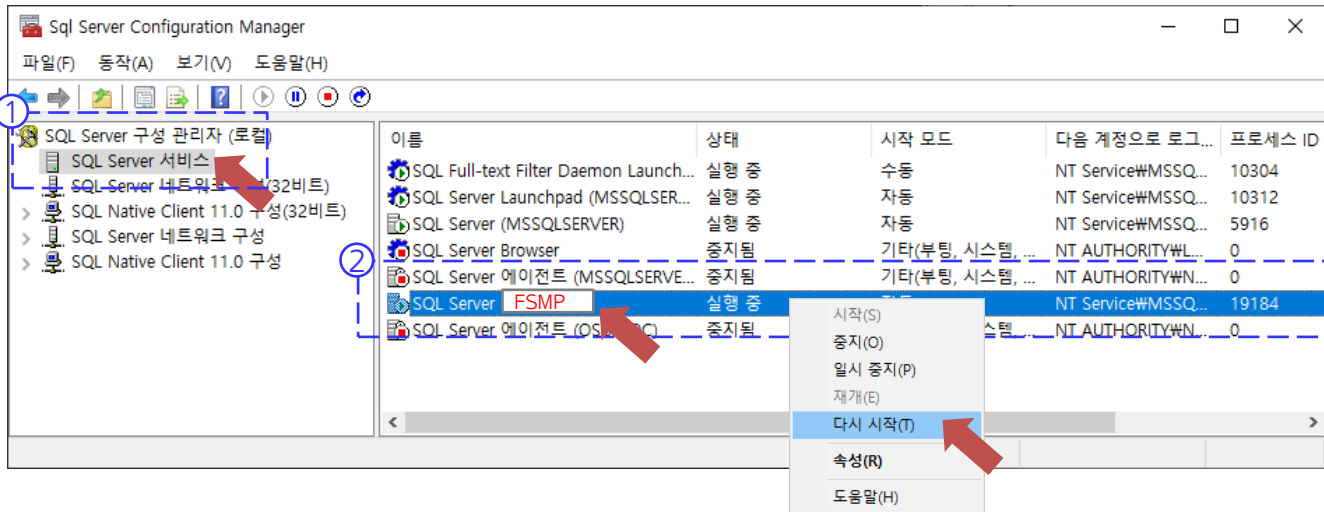 Sql Server Configuration Manager
파일(F) 동작(A) 보기(V) 도움말(H)
1
SQL Server 구성 관리자 (로컬)
SQL Server 서비스
SQL Server 네트워크 (32비트)
SQL Native Client 11.0 구성(32비트)
SQL Server 네트워크 구성
SQL Native Client 11.0 구성
이름 상태 시작 모드 다음 계정으로 로그... 프로세스 ID
SQL Full-text Filter Daemon Launch... 실행 중 수동 NT Service₩MSSQ... 10304
SQL Server Launchpad (MSSQLSER... 실행 중 자동 NT Service₩MSSQ... 10312
SQL Server (MSSQLSERVER) 실행 중 자동 NT Service₩MSSQ... 5916
SQL Server Browser 중지됨 기타(부팅, 시스템, ... NT AUTHORITY₩L... 0
2
SQL Server 에이전트 (MSSQLSERVE... 중지됨 기타(부팅, 시스템, ... NT AUTHORITY₩N... 0
SQL Server FSMP 실행 중 NT Service₩MSSQ... 19184
SQL Server 에이전트 중지됨 NT AUTHORITY₩N... 0
시작(S)
중지(O)
일시 중지(P)
재개(E)
다시 시작(T)
속성(R)
도움말(H)